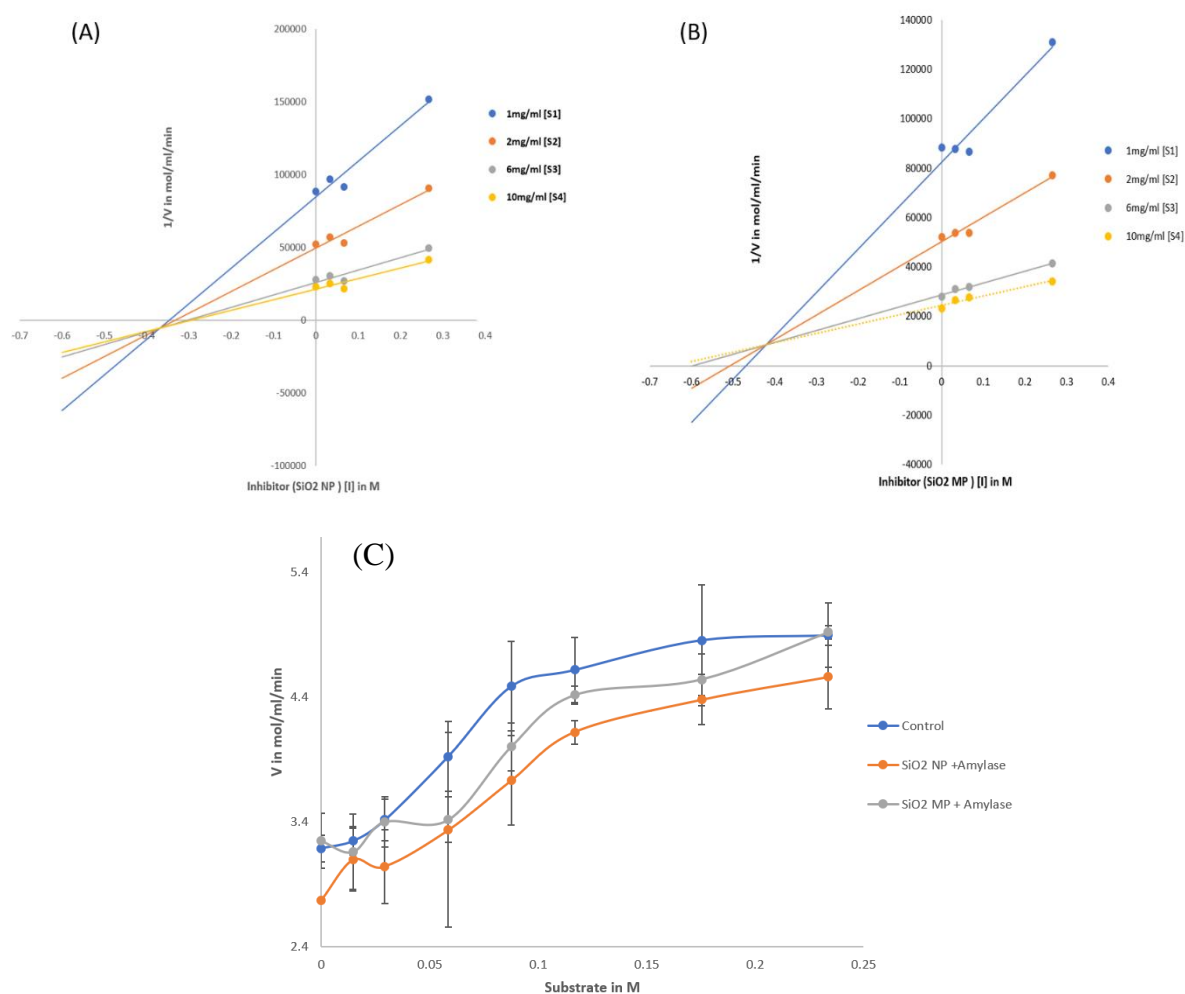 (A)
200000
150000
100000
50000
0
-50000
-100000
-0.7
-0.6
-0.5
-0.4
-0.3
-0.2
-0.1
0
0.1
0.2
0.3
0.4
1/V in mol/ml/min
Inhibitor (SiO2 NP ) [I] in M
1mg/ml [S1]
2mg/ml [S2]
6mg/ml [S3]
10mg/ml [S4]
(B)
140000
120000
100000
80000
60000
40000
20000
0
-20000
-40000
-0.7
-0.6
-0.5
-0.4
-0.3
-0.2
-0.1
0
0.1
0.2
0.3
0.4
1/V in mol/ml/min
Inhibitor (SiO2 MP ) [I] in M
1mg/ml [S1]
2mg/ml [S2]
6mg/ml [S3]
10mg/ml [S4]
(C)
5.4
4.4
3.4
2.4
V in mol/ml/min
0
0.05
0.1
0.15
0.2
0.25
Substrate in M
Control
SiO2 NP +Amylase
SiO2 MP + Amylase